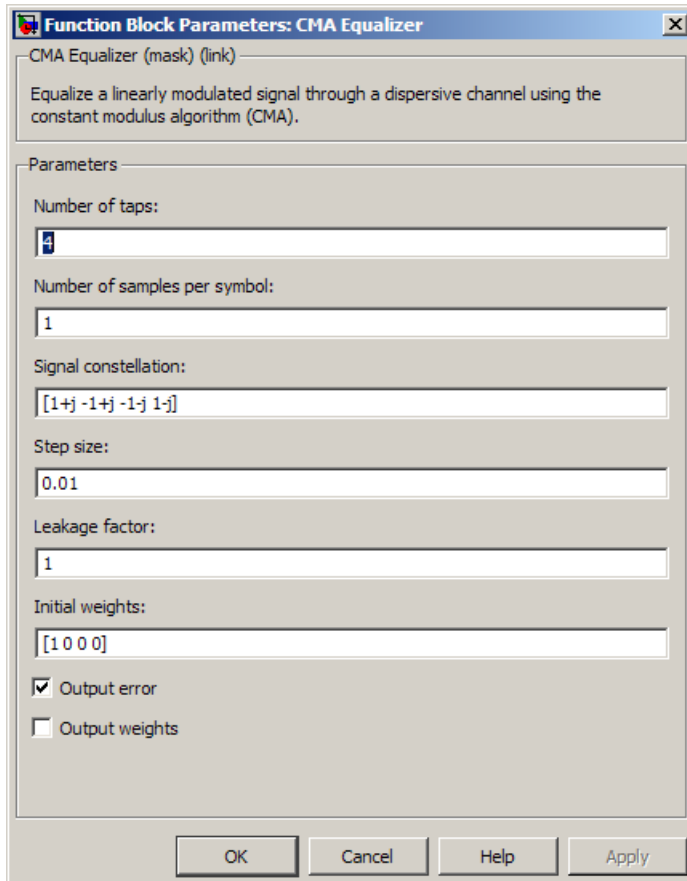 Function Block Parameters: CMA Equalizer
CMA Equalizer (mask) (link)
Equalize a linearly modulated signal through a dispersive channel using the
constant modulus algorithm (CMA).
Parameters
Number of taps:
4
Number of samples per symbol:
1
Signal constellation:
[1+j -1+j -1-j 1-j]
Step size:
0.01
Leakage factor:
1
Initial weights:
[1 0 0 0]
Output error
Output weights
OK Cancel Help Apply